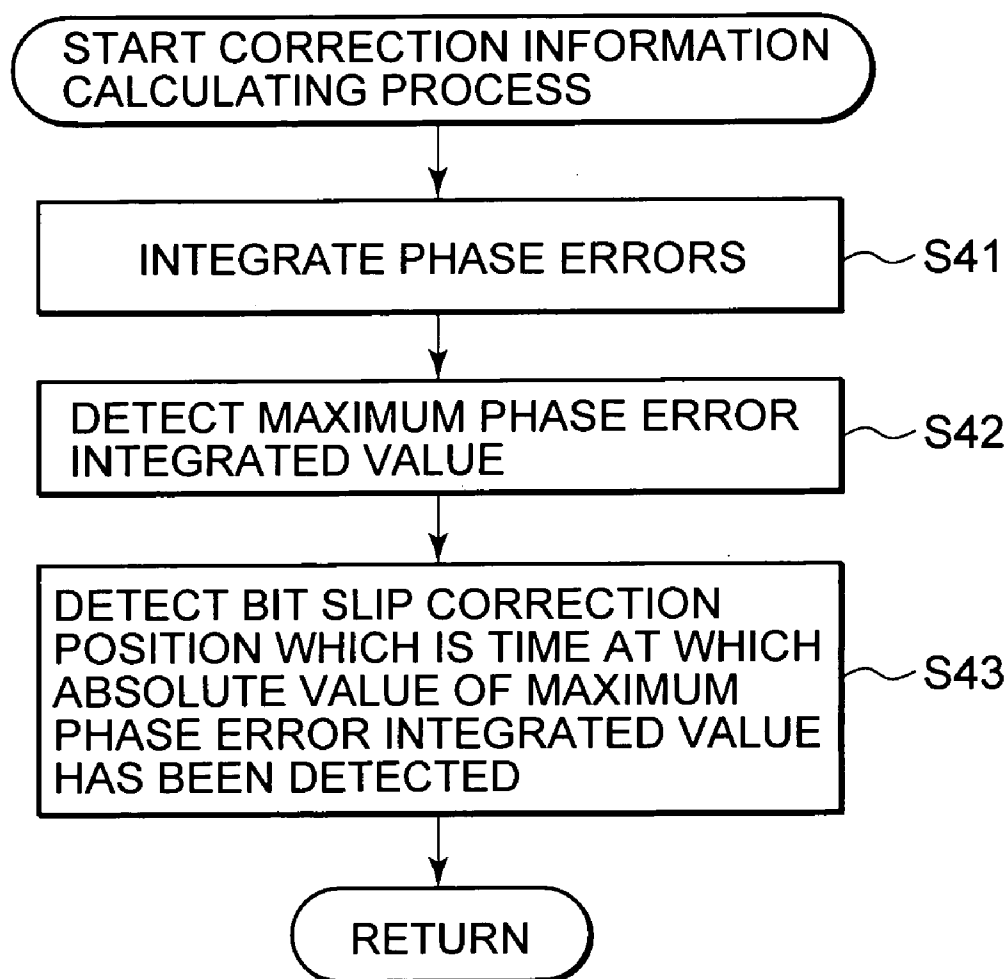 START CORRECTION INFORMATION
CALCULATING PROCESS
INTEGRATE PHASE ERRORS
S41
DETECT MAXIMUM PHASE ERROR
INTEGRATED VALUE
S42
DETECT BIT SLIP CORRECTION
POSITION WHICH IS TIME AT WHICH
ABSOLUTE VALUE OF MAXIMUM
PHASE ERROR INTEGRATED VALUE
HAS BEEN DETECTED
S43
RETURN